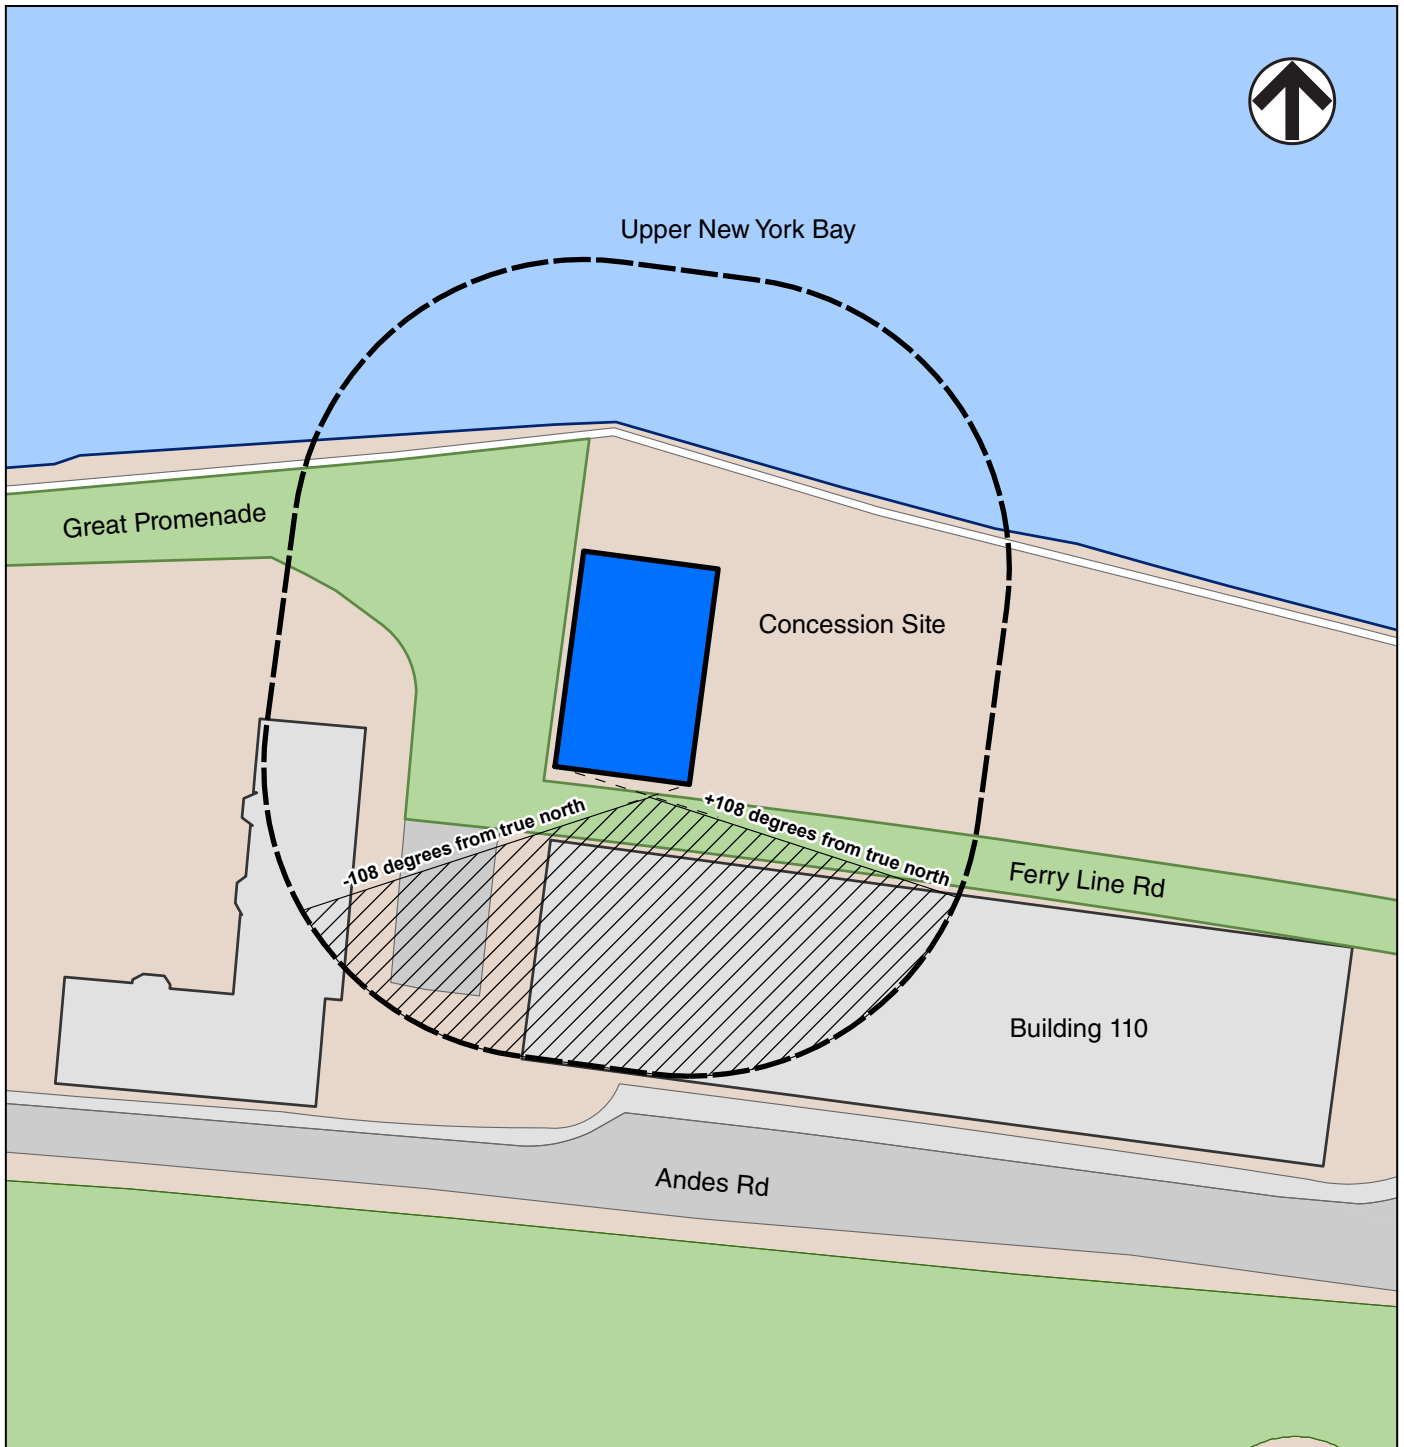 Upper New York Bay
Great Promenade
Concession Site
-108 degrees from true north
+108 degrees from true north
Ferry Line Rd
Building 110
Andes Rd